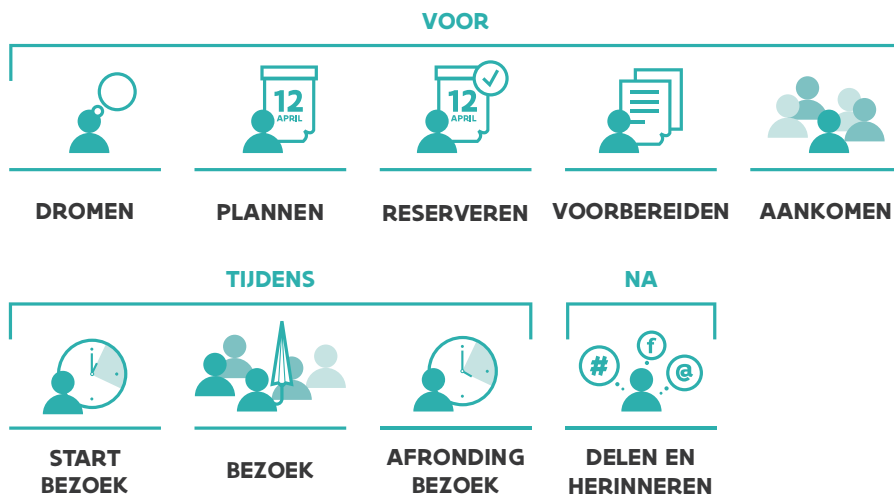 VOOR
12
APRIL
12
APRIL
DROMEN
PLANNEN
RESERVEREN
VOORBEREIDEN
AANKOMEN
TIJDENS
NA
#
f
@
START
BEZOEK
BEZOEK
AFRONDING
BEZOEK
DELEN EN
HERINNEREN